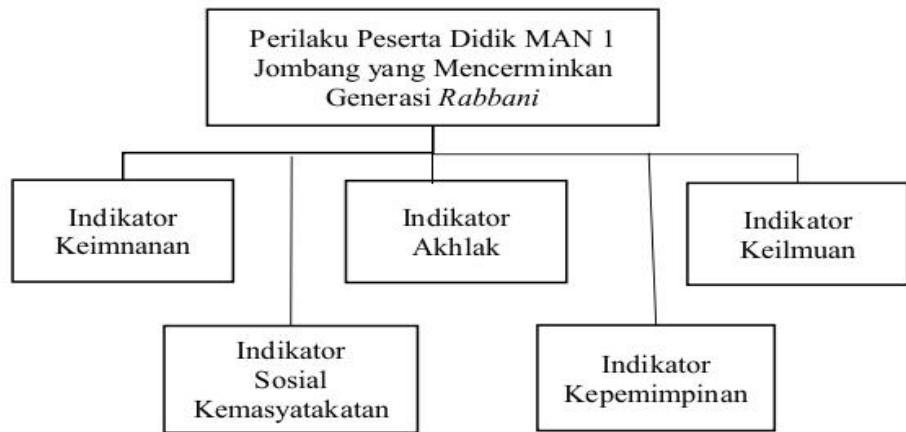 Perilaku Peserta Didik MAN 1
Jombang yang Mencerminkan
Generasi Rabbani
Indikator
Keimnanan
Indikator
Akhlak
Indikator
Keilmuan
Indikator
Sosial
Kemasyatakatan
Indikator
Kepemimpinan